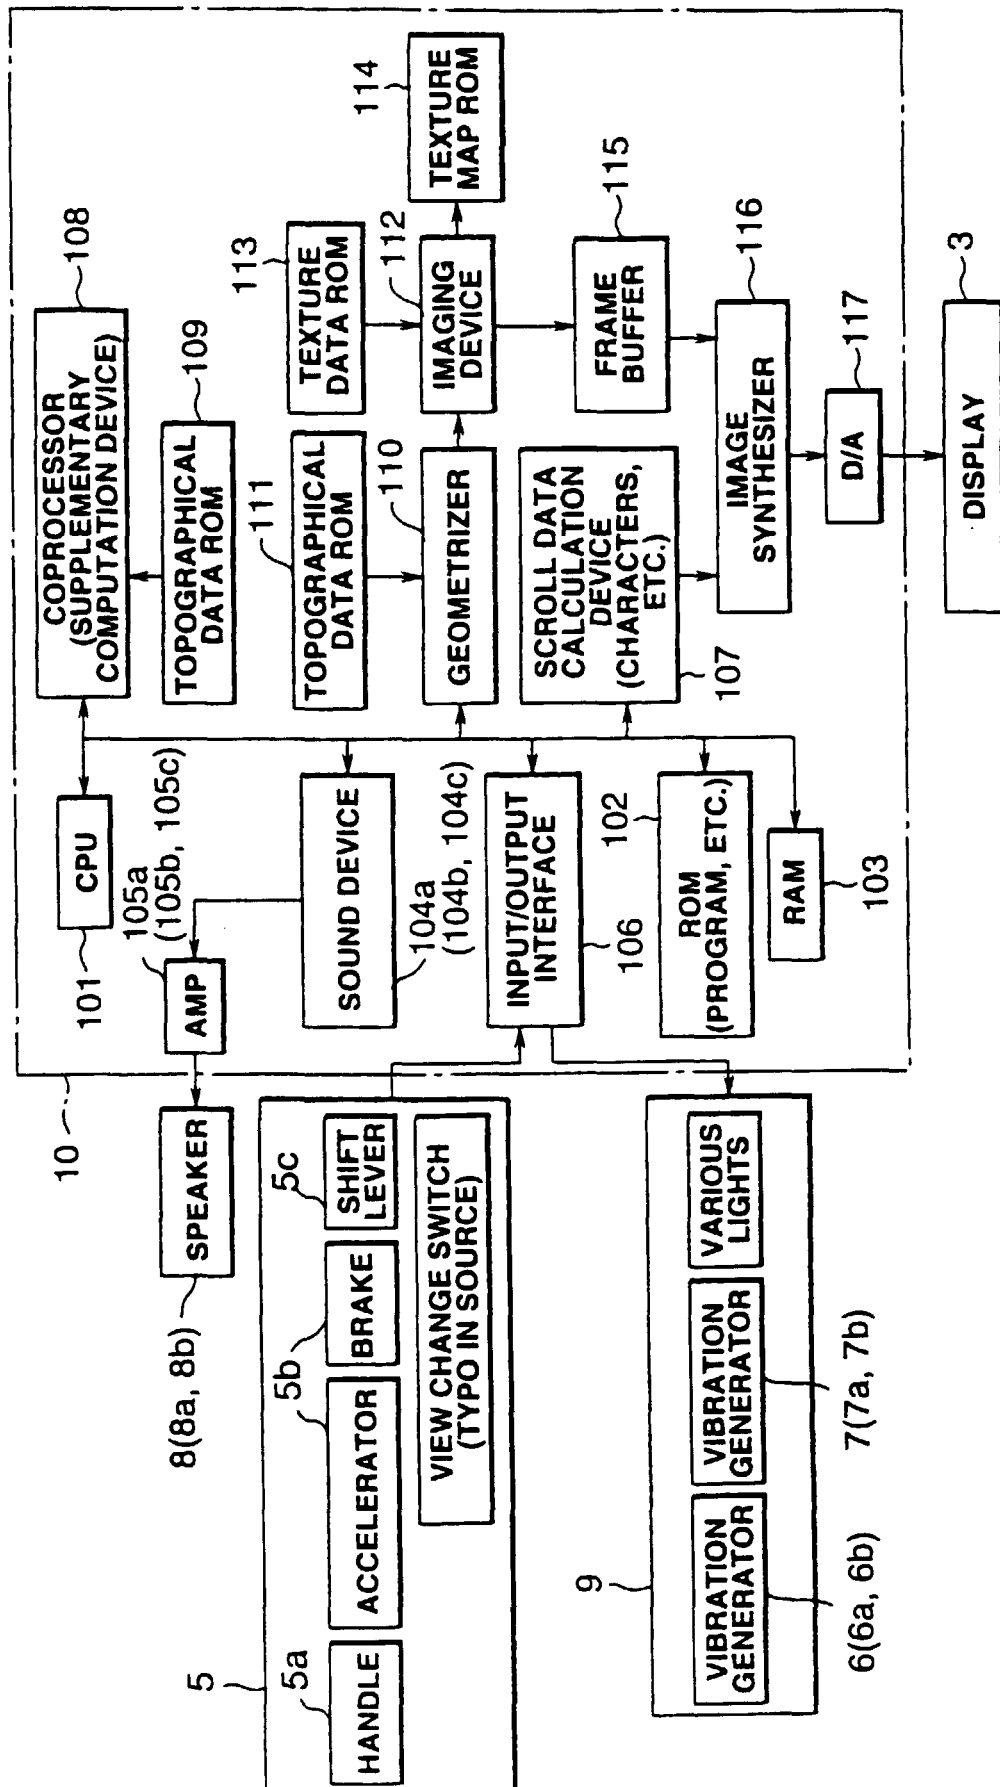 10
CPU
101
COPROCESSOR
(SUPPLEMENTARY
COMPUTATION DEVICE)
108
TOPOGRAPHICAL
DATA ROM
109
SPEAKER
8(8a, 8b)
AMP
105a
(105b, 105c)
SOUND DEVICE
104a
(104b, 104c)
TOPOGRAPHICAL
DATA ROM
111
TEXTURE
DATA ROM
113
GEOMETRIZER
110
IMAGING
DEVICE
112
TEXTURE
MAP ROM
114
5
HANDLE
5a
ACCELERATOR
5b
BRAKE
SHIFT
LEVER
5c
VIEW CHANGE SWITCH
(TYPO IN SOURCE)
INPUT/OUTPUT
INTERFACE
106
SCROLL DATA
CALCULATION
DEVICE
(CHARACTERS,
ETC.)
107
FRAME
BUFFER
115
9
VIBRATION
GENERATOR
6(6a, 6b)
VIBRATION
GENERATOR
7(7a, 7b)
VARIOUS
LIGHTS
ROM
(PROGRAM, ETC.)
102
RAM
103
IMAGE
SYNTHESIZER
116
D/A
117
DISPLAY
3